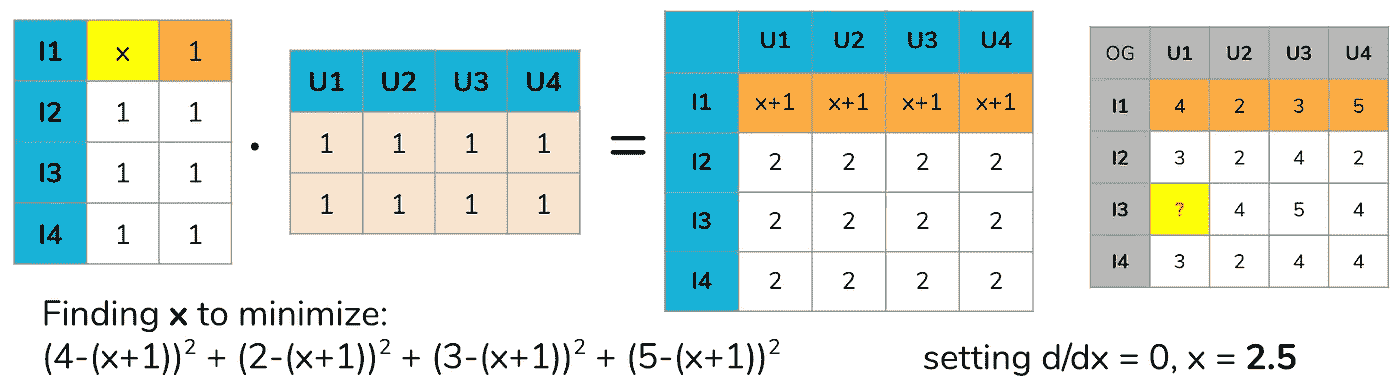 I1 x 1
I2 1 1
I3 1 1
I4 1 1
·
U1 U2 U3 U4
1 1 1 1
1 1 1 1
=
U1 U2 U3 U4
I1 x+1 x+1 x+1 x+1
I2 2 2 2 2
I3 2 2 2 2
I4 2 2 2 2
OG U1 U2 U3 U4
I1 4 2 3 5
I2 3 2 4 2
I3 ? 4 5 4
I4 3 2 4 4
Finding x to minimize:
(4-(x+1))² + (2-(x+1))² + (3-(x+1))² + (5-(x+1))²
setting d/dx = 0, x = 2.5